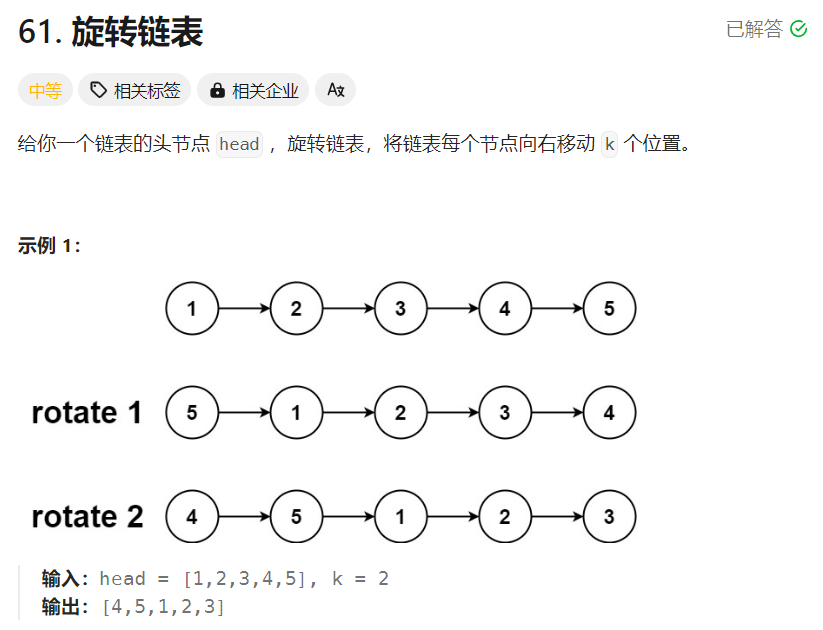 61. 旋转链表
已解答
中等 相关标签 相关企业 Aす
给你一个链表的头节点 head ，旋转链表，将链表每个节点向右移动 k 个位置。
示例 1：
1 2 3 4 5
rotate 1 5 1 2 3 4
rotate 2 4 5 1 2 3
输入：head = [1,2,3,4,5], k = 2
输出：[4,5,1,2,3]